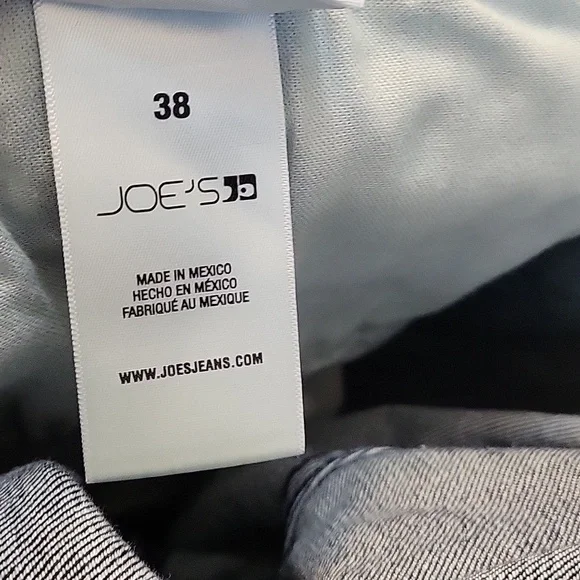 38
JOE'S
MADE IN MEXICO
HECHO EN MÉXICO
FABRIQUÉ AU MEXIQUE
WWW.JOESJEANS.COM